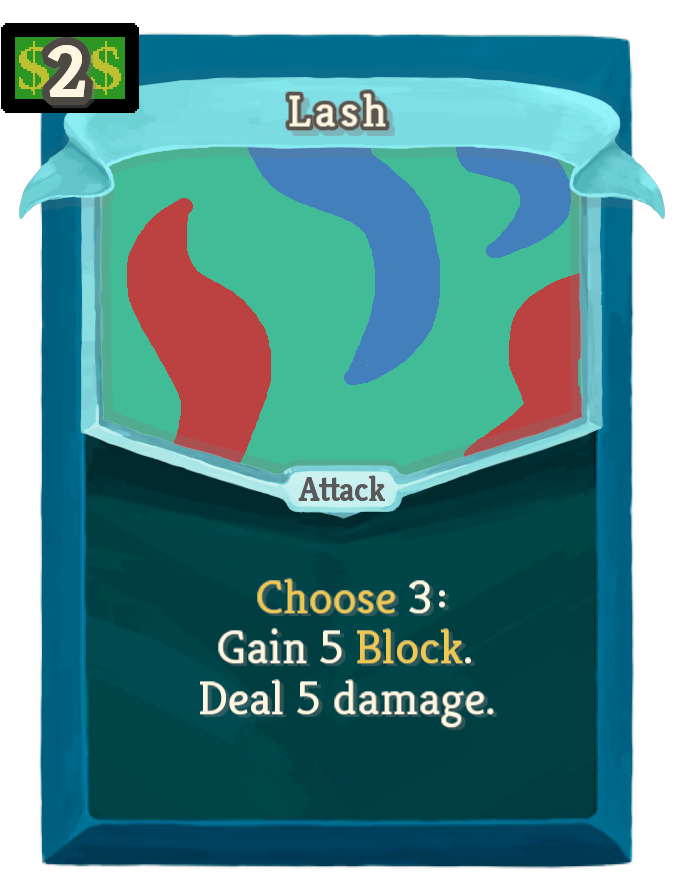 $2$
Lash
Attack
Choose 3:
Gain 5 Block.
Deal 5 damage.